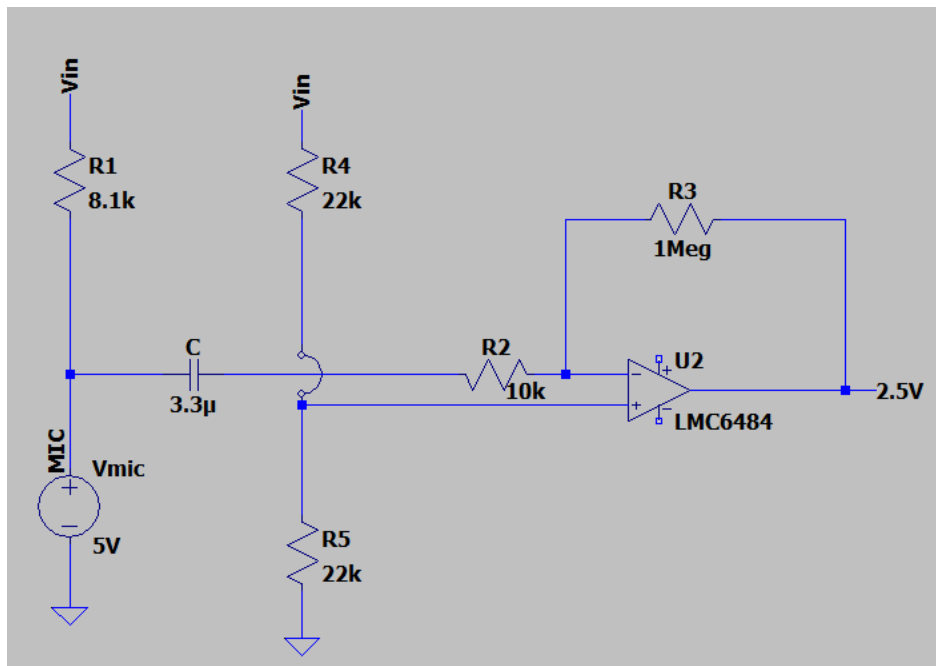 Vin
Vin
R1
8.1k
R4
22k
R3
1Meg
C
3.3µ
R2
10k
U2
LMC6484
2.5V
MIC
Vmic
5V
R5
22k